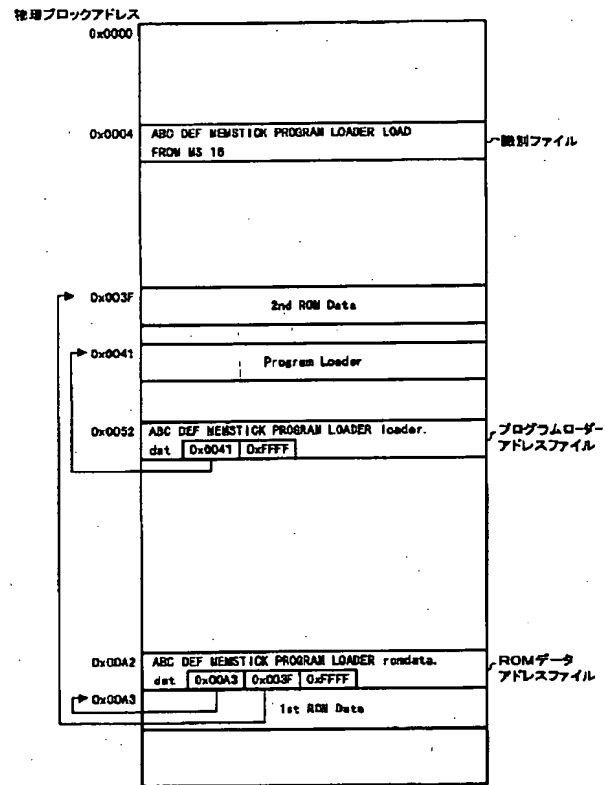 物理ブロックアドレス
0x0000
0x0004
ABC DEF MEMSTICK PROGRAM LOADER LOAD
FROM MS 16
識別ファイル
0x003F
2nd ROM Data
0x0041
Program Loader
0x0052
ABC DEF MEMSTICK PROGRAM LOADER loader.
dat 0x0041 0xFFFF
プログラムローダー
アドレスファイル
0x00A2
ABC DEF MEMSTICK PROGRAM LOADER romdata.
dat 0x00A3 0x003F 0xFFFF
ROMデータ
アドレスファイル
0x00A3
1st ROM Data